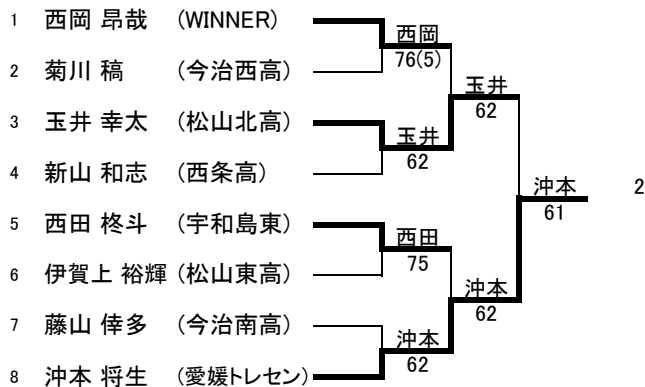 1 西岡 昂哉 (WINNER)
西岡
76(5)
2 菊川 稿 (今治西高)
玉井
62
3 玉井 幸太 (松山北高)
玉井
62
4 新山 和志 (西条高)
沖本
61
2
5 西田 柊斗 (宇和島東)
西田
75
6 伊賀上 裕輝 (松山東高)
沖本
62
7 藤山 倖多 (今治南高)
沖本
62
8 沖本 将生 (愛媛トレセン)